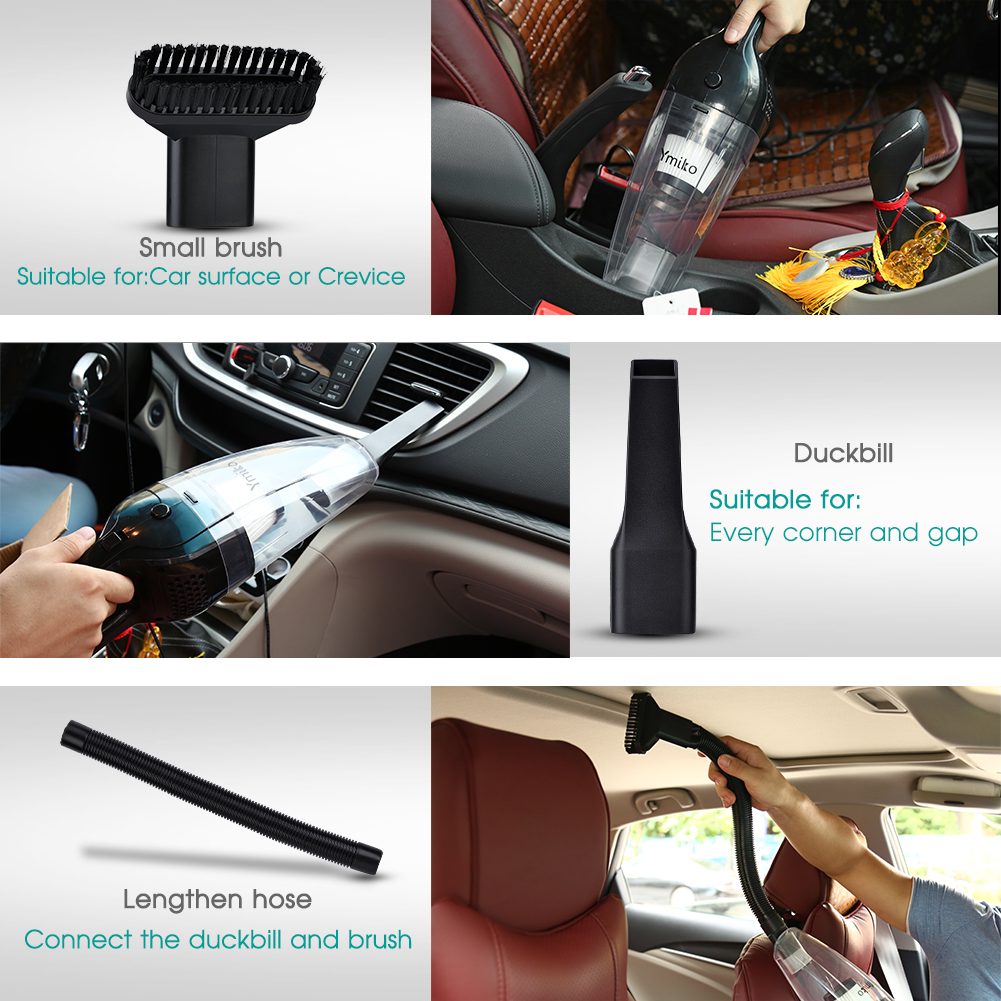 Small brush
Suitable for:Car surface or Crevice
Ymiko
Ymiko
Duckbill
Suitable for:
Every corner and gap
Lengthen hose
Connect the duckbill and brush